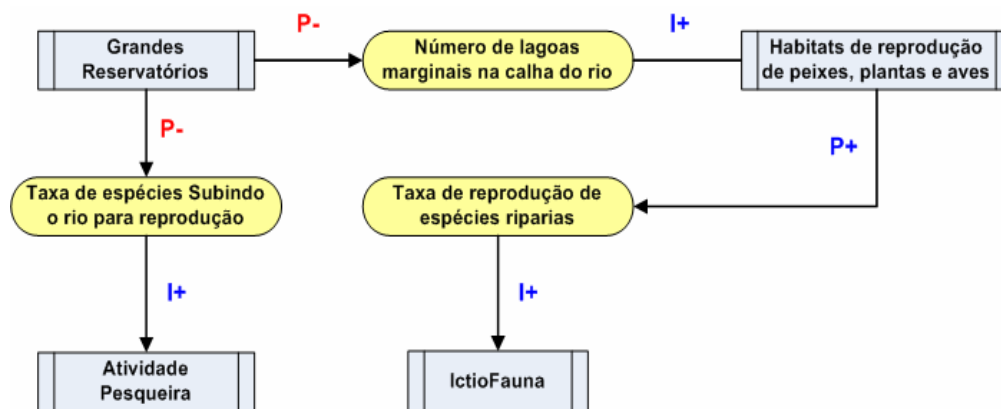 Grandes
Reservatórios
P-
Número de lagoas
marginais na calha do rio
I+
Habitats de reprodução
de peixes, plantas e aves
P-
P+
Taxa de espécies Subindo
o rio para reprodução
Taxa de reprodução de
espécies riparias
I+
I+
Atividade
Pesqueira
IctioFauna